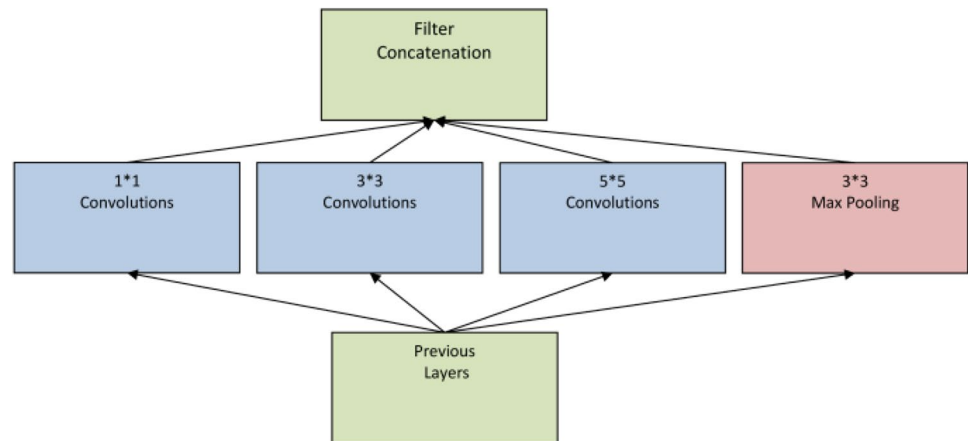 Filter
Concatenation
1*1
Convolutions
3*3
Convolutions
5*5
Convolutions
3*3
Max Pooling
Previous
Layers